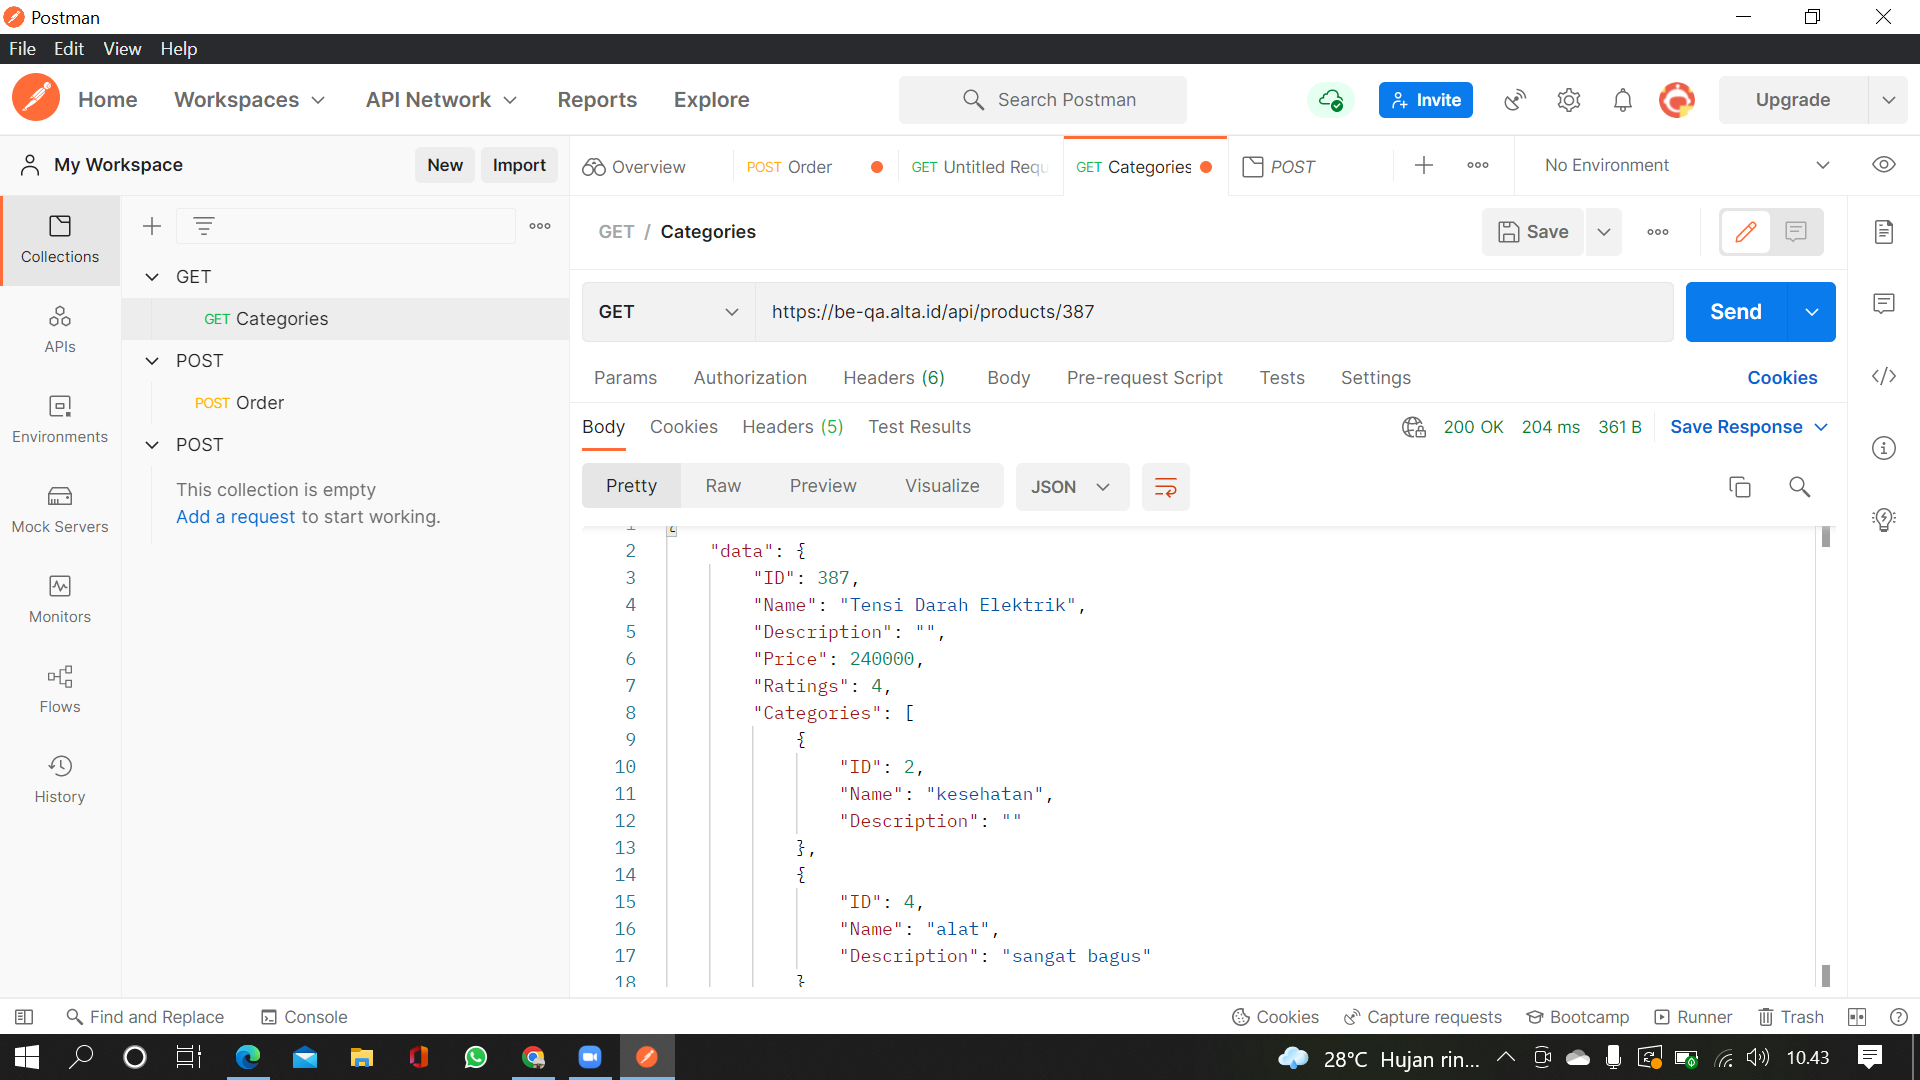 Postman
File Edit View Help
Home Workspaces API Network Reports Explore Search Postman Invite Upgrade
My Workspace New Import Overview POST Order GET Untitled Requ GET Categories POST No Environment
Collections
APIs
Environments
Mock Servers
Monitors
Flows
History
GET
GET Categories
POST
POST Order
POST
This collection is empty
Add a request to start working.
GET / Categories Save
GET https://be-qa.alta.id/api/products/387 Send
Params Authorization Headers (6) Body Pre-request Script Tests Settings Cookies
Body Cookies Headers (5) Test Results 200 OK 204 ms 361 B Save Response
Pretty Raw Preview Visualize JSON
1 {
2 "data": {
3 "ID": 387,
4 "Name": "Tensi Darah Elektrik",
5 "Description": "",
6 "Price": 240000,
7 "Ratings": 4,
8 "Categories": [
9 {
10 "ID": 2,
11 "Name": "kesehatan",
12 "Description": ""
13 },
14 {
15 "ID": 4,
16 "Name": "alat",
17 "Description": "sangat bagus"
18 }
Find and Replace Console Cookies Capture requests Bootcamp Runner Trash
28°C Hujan rin... 10.43